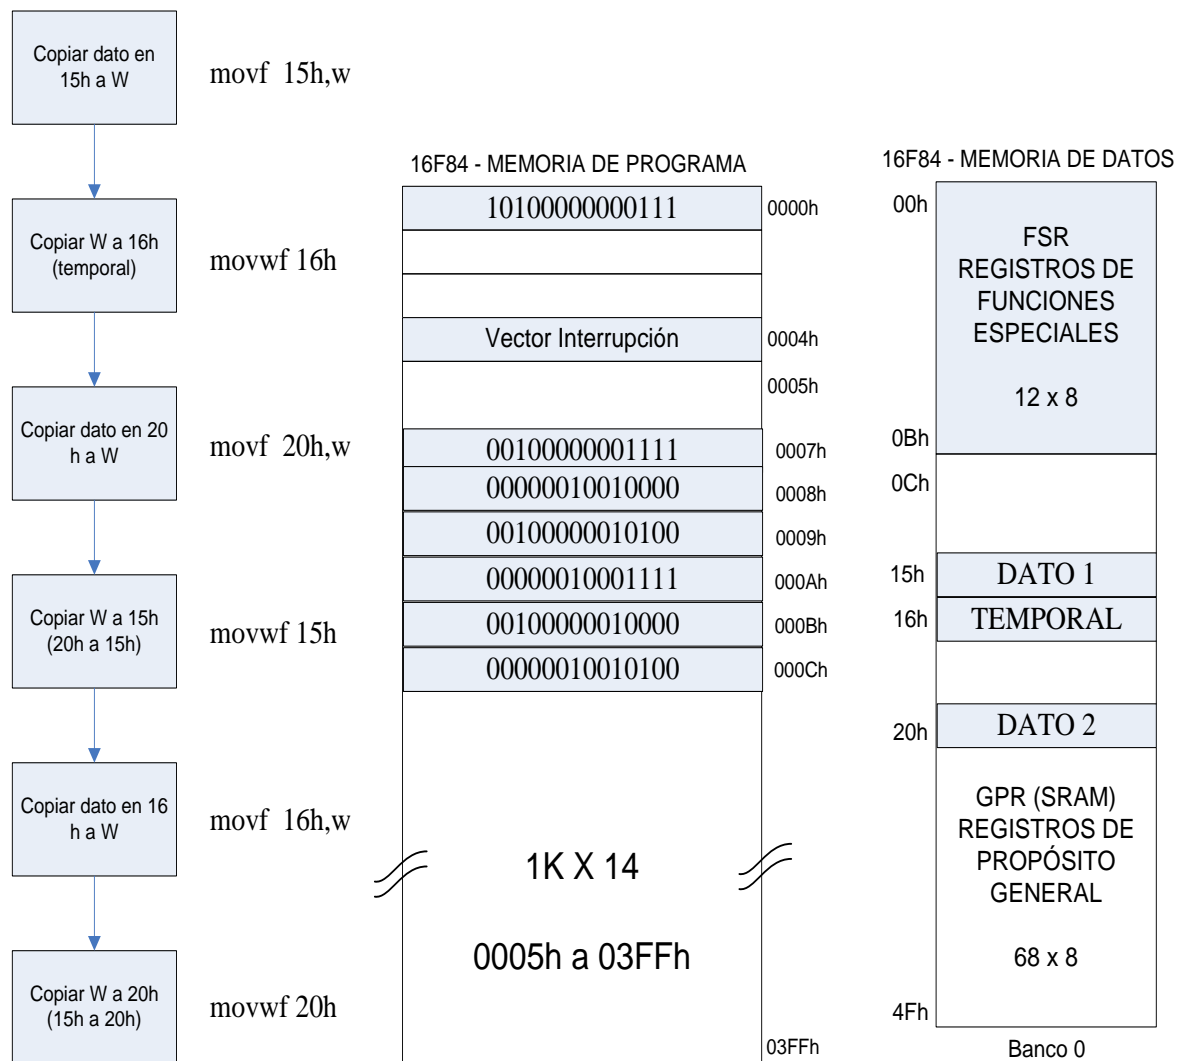 Copiar dato en
15h a W
movf 15h,w
Copiar W a 16h
(temporal)
movwf 16h
Copiar dato en 20
h a W
movf 20h,w
Copiar W a 15h
(20h a 15h)
movwf 15h
Copiar dato en 16
h a W
movf 16h,w
Copiar W a 20h
(15h a 20h)
movwf 20h
16F84 - MEMORIA DE PROGRAMA
10100000000111
0000h
Vector Interrupción
0004h
0005h
00100000001111
0007h
00000010010000
0008h
00100000010100
0009h
00000010001111
000Ah
00100000010000
000Bh
00000010010100
000Ch
1K X 14
0005h a 03FFh
03FFh
16F84 - MEMORIA DE DATOS
00h
FSR
REGISTROS DE
FUNCIONES
ESPECIALES
12 x 8
0Bh
0Ch
15h
DATO 1
16h
TEMPORAL
20h
DATO 2
GPR (SRAM)
REGISTROS DE
PROPÓSITO
GENERAL
68 x 8
4Fh
Banco 0